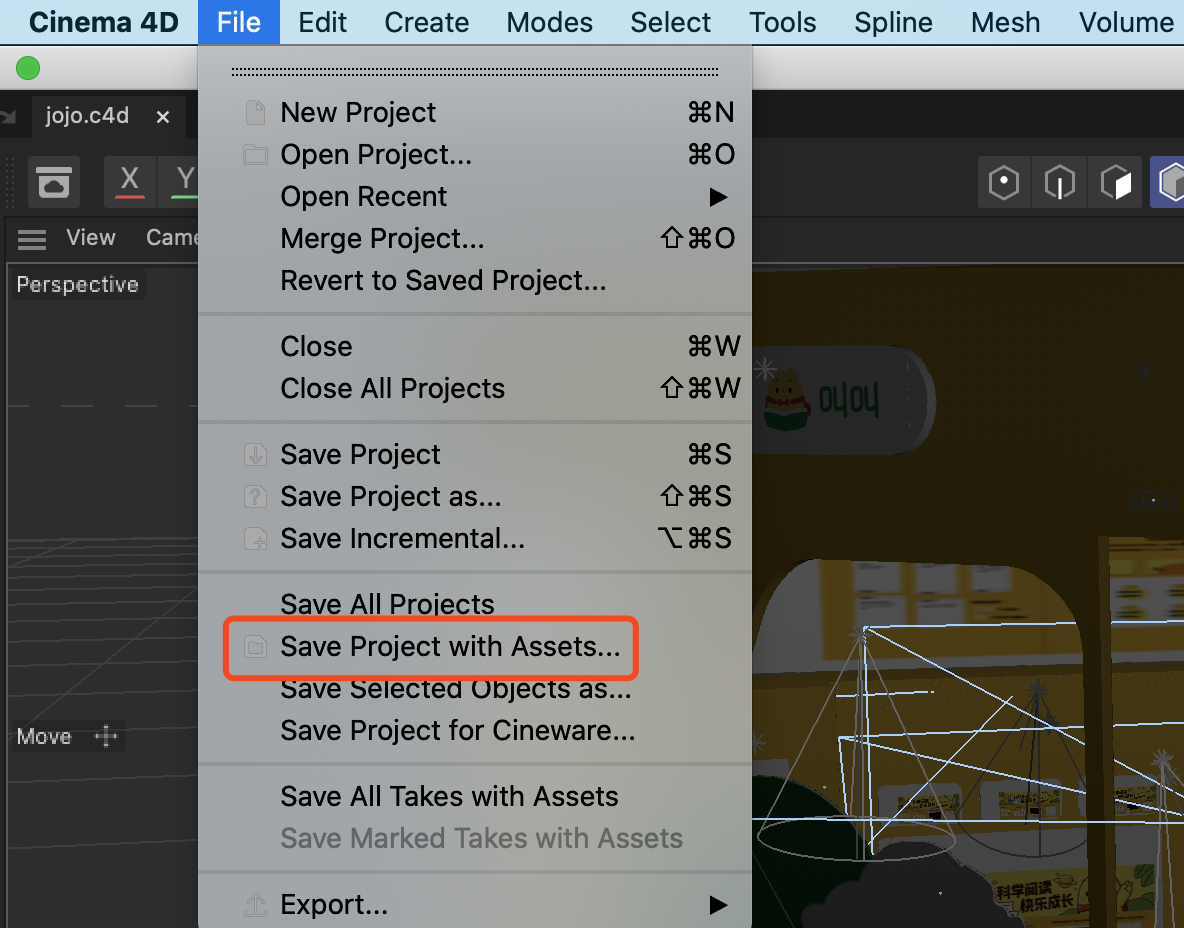 Cinema 4D File Edit Create Modes Select Tools Spline Mesh Volume
jojo.c4d ×
X Y
View Came
Perspective
New Project ⌘N
Open Project... ⌘O
Open Recent ▶
Merge Project... ⇧⌘O
Revert to Saved Project...
Close ⌘W
Close All Projects ⇧⌘W
Save Project ⌘S
Save Project as... ⇧⌘S
Save Incremental... ⌥⌘S
Save All Projects
Save Project with Assets...
Save Selected Objects as...
Save Project for Cineware...
Save All Takes with Assets
Save Marked Takes with Assets
Export... ▶
Move
科学阅读
快乐成长